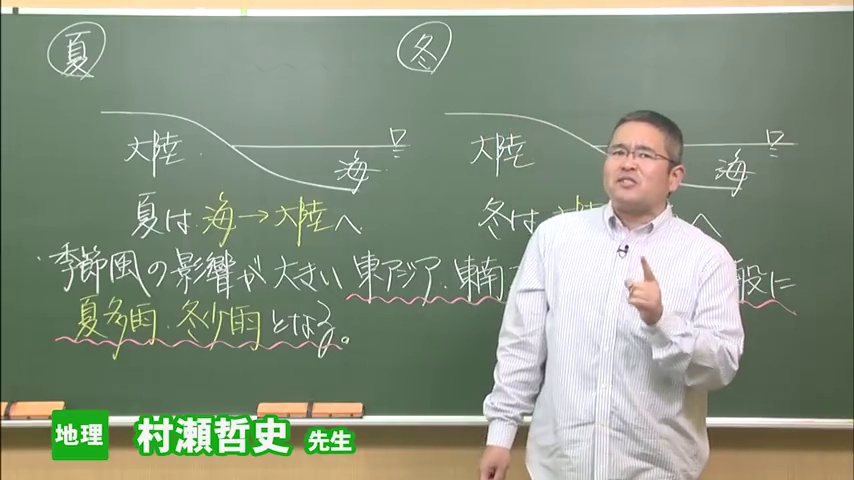 夏
冬
大陸
海
大陸
海
夏は 海→大陸へ
冬は 大陸 へ
季節風の影響が大きい 東アジア・東南 般に
夏多雨・冬少雨となる。
地理 村瀬哲史 先生